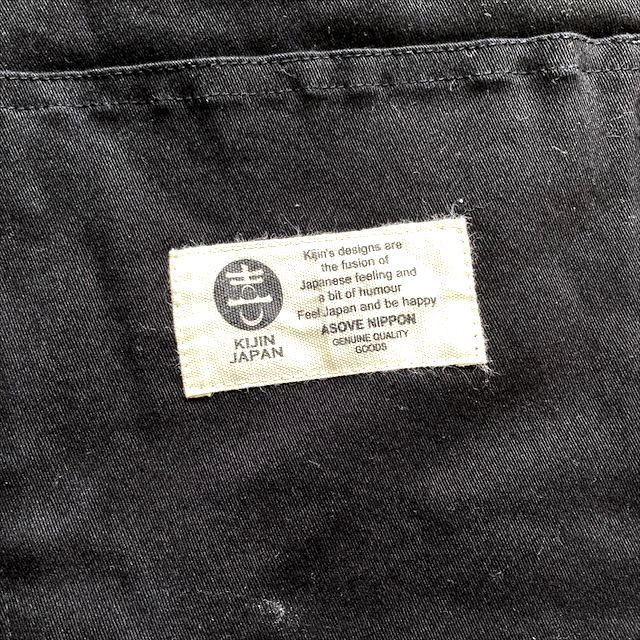 KIJIN
JAPAN
Kijin's designs are
the fusion of
Japanese feeling and
a bit of humour
Feel Japan and be happy
ASOVE NIPPON
GENUINE QUALITY
GOODS